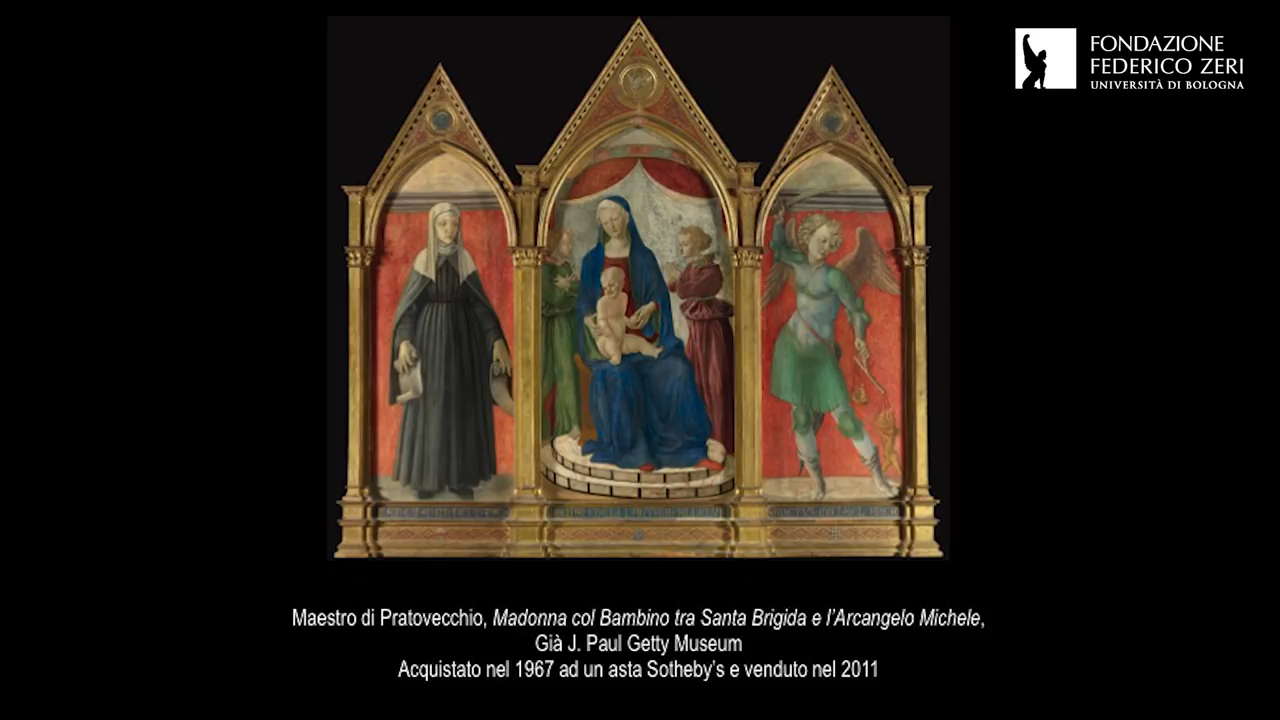 FONDAZIONE
FEDERICO ZERI
UNIVERSITÀ DI BOLOGNA
Maestro di Pratovecchio, Madonna col Bambino tra Santa Brigida e l'Arcangelo Michele,
Già J. Paul Getty Museum
Acquistato nel 1967 ad un asta Sotheby's e venduto nel 2011